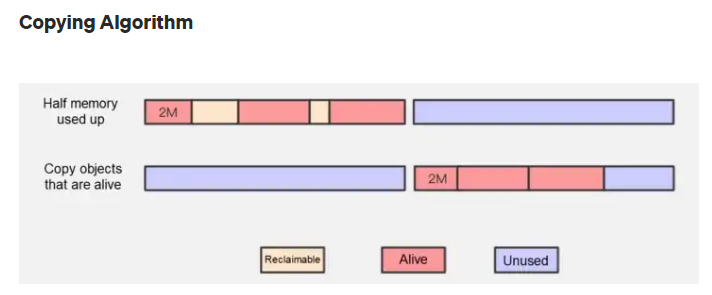 Copying Algorithm
Half memory
used up
2M
Copy objects
that are alive
2M
Reclaimable
Alive
Unused